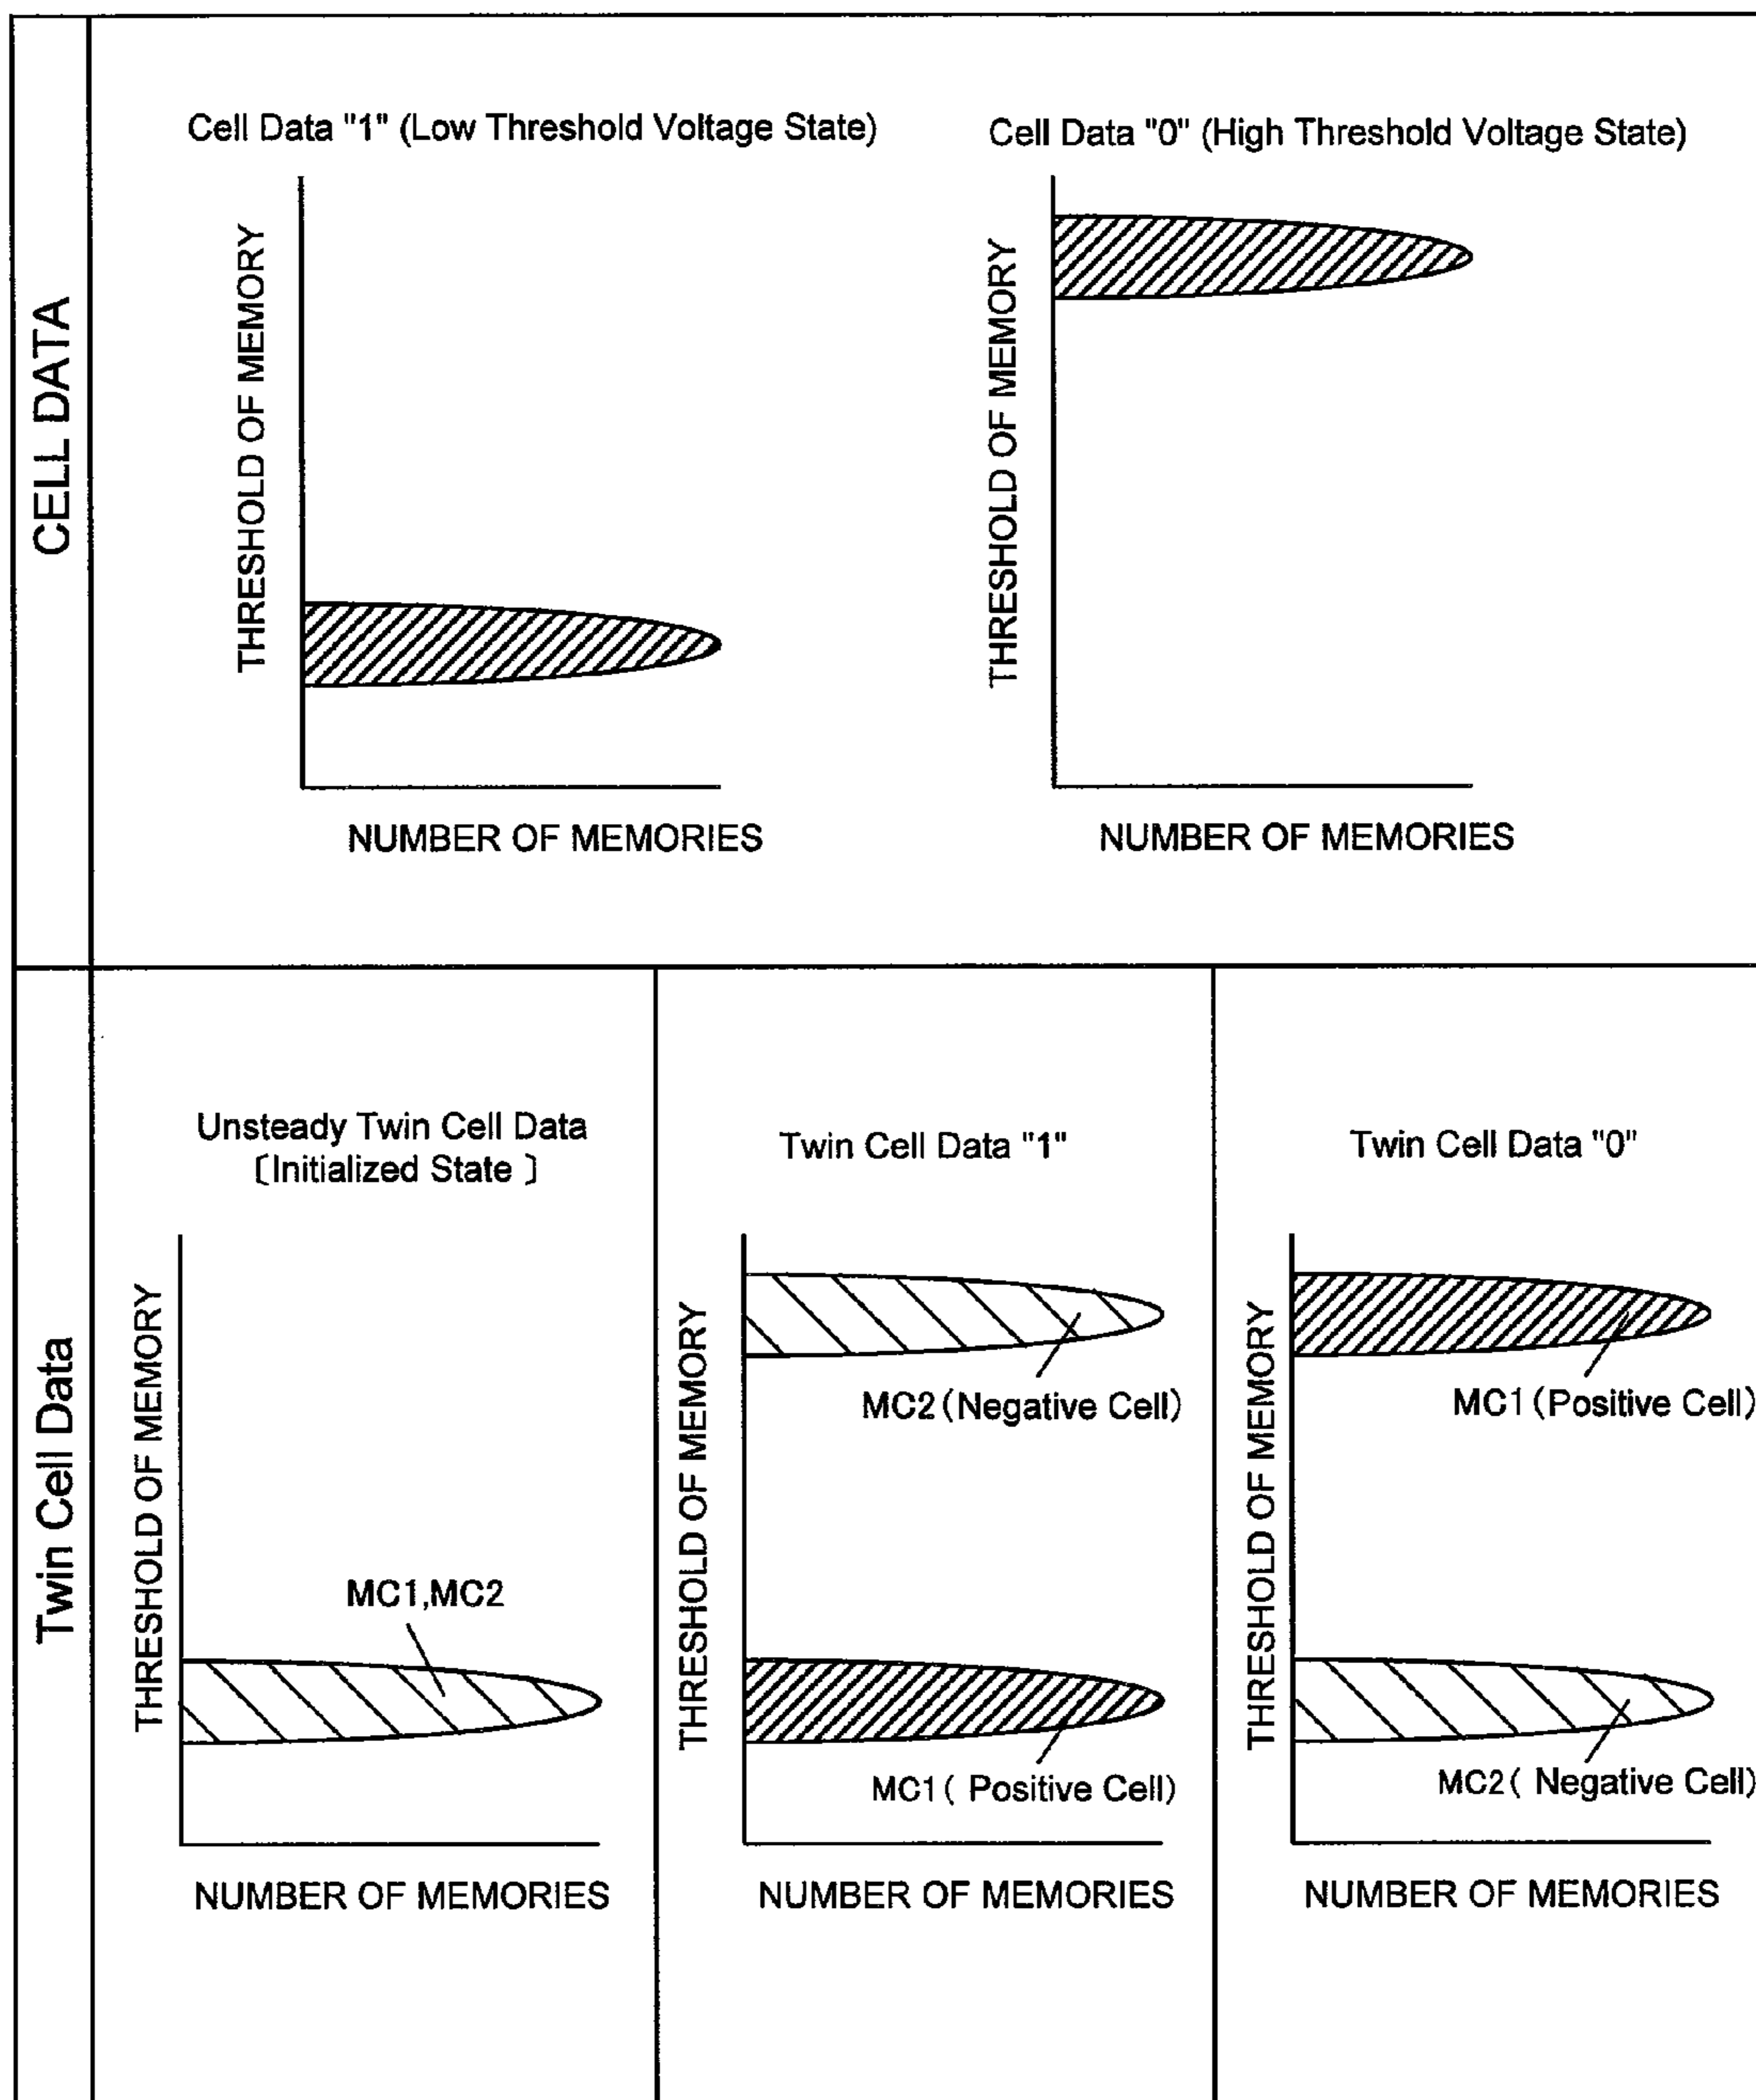 CELL DATA
Cell Data "1" (Low Threshold Voltage State)
THRESHOLD OF MEMORY
NUMBER OF MEMORIES
Cell Data "0" (High Threshold Voltage State)
THRESHOLD OF MEMORY
NUMBER OF MEMORIES
Twin Cell Data
Unsteady Twin Cell Data
〔Initialized State 〕
THRESHOLD OF MEMORY
MC1,MC2
NUMBER OF MEMORIES
Twin Cell Data "1"
THRESHOLD OF MEMORY
MC2 (Negative Cell)
MC1 ( Positive Cell)
NUMBER OF MEMORIES
Twin Cell Data "0"
THRESHOLD OF MEMORY
MC1 (Positive Cell)
MC2 ( Negative Cell)
NUMBER OF MEMORIES